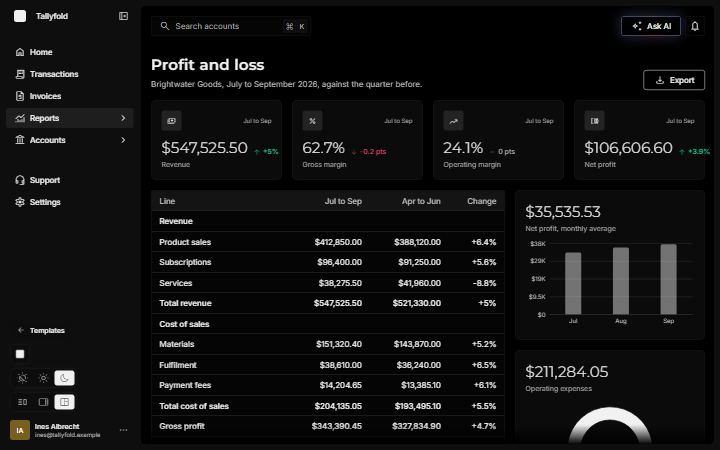 Tallyfold
Search accounts
⌘ K
Ask AI
Home
Transactions
Invoices
Reports
Accounts
Support
Settings
Templates
IA
Ines Albrecht
ines@tallyfold.example
Profit and loss
Brightwater Goods, July to September 2026, against the quarter before.
Export
Jul to Sep
$547,525.50 ↑ +5%
Revenue
Jul to Sep
62.7% ↓ -0.2 pts
Gross margin
Jul to Sep
24.1% – 0 pts
Operating margin
Jul to Sep
$106,606.60 ↑ +3.9%
Net profit
Line Jul to Sep Apr to Jun Change
Revenue
Product sales $412,850.00 $388,120.00 +6.4%
Subscriptions $96,400.00 $91,250.00 +5.6%
Services $38,275.50 $41,960.00 -8.8%
Total revenue $547,525.50 $521,330.00 +5%
Cost of sales
Materials $151,320.40 $143,870.00 +5.2%
Fulfilment $38,610.00 $36,240.00 +6.5%
Payment fees $14,204.65 $13,385.10 +6.1%
Total cost of sales $204,135.05 $193,495.10 +5.5%
Gross profit $343,390.45 $327,834.90 +4.7%
$35,535.53
Net profit, monthly average
$38K
$29K
$19K
$9.5K
$0
Jul Aug Sep
$211,284.05
Operating expenses